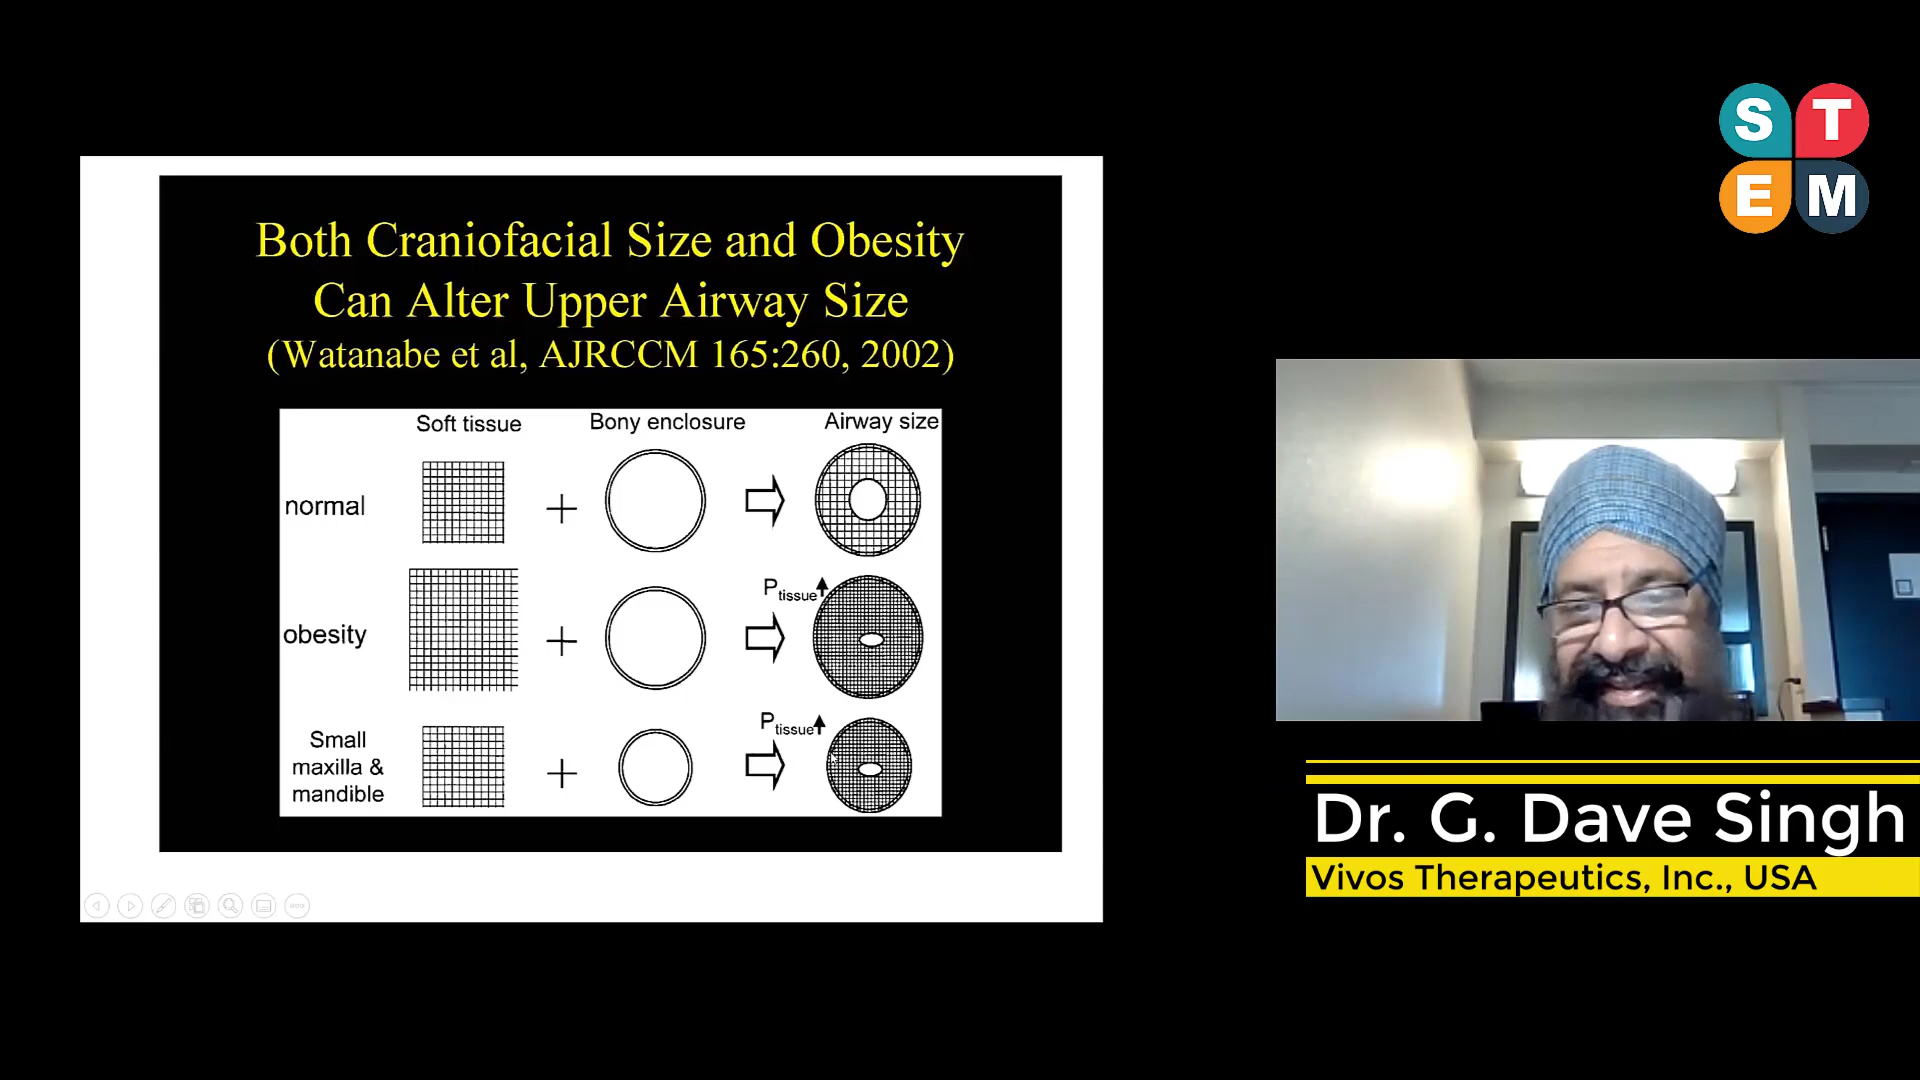 Both Craniofacial Size and Obesity
Can Alter Upper Airway Size
(Watanabe et al, AJRCCM 165:260, 2002)
Soft tissue Bony enclosure Airway size
normal + 
P tissue
obesity +
P tissue
Small
maxilla &
mandible
+
S T
E M
Dr. G. Dave Singh
Vivos Therapeutics, Inc., USA